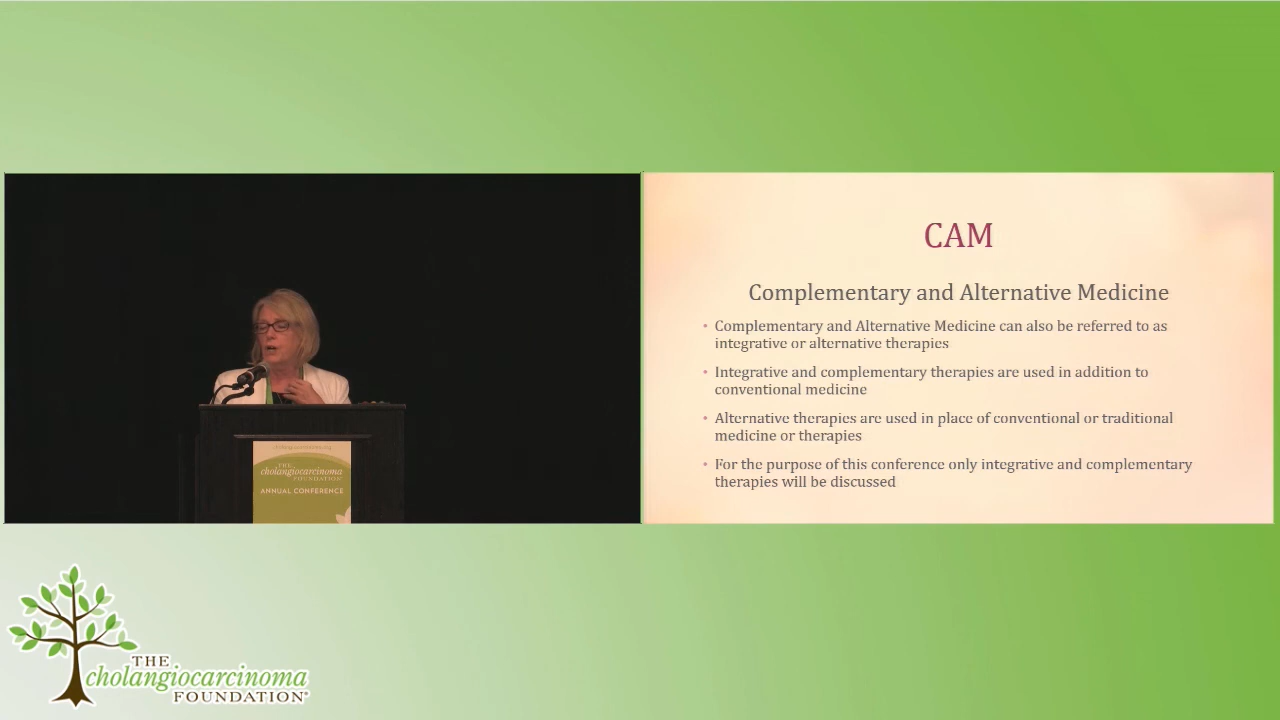 CAM
Complementary and Alternative Medicine
• Complementary and Alternative Medicine can also be referred to as
integrative or alternative therapies
• Integrative and complementary therapies are used in addition to
conventional medicine
• Alternative therapies are used in place of conventional or traditional
medicine or therapies
• For the purpose of this conference only integrative and complementary
therapies will be discussed
THE
cholangiocarcinoma
FOUNDATION
ANNUAL CONFERENCE
THE
cholangiocarcinoma
FOUNDATION®